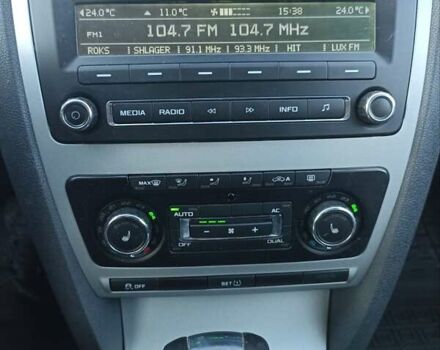 24.0°C 11.0°C 15:38 24.0°C
FM1 104.7 FM 104.7 MHz
ROKS SHLAGER 91.1 MHz 93.3 MHz HIT LUX FM
MEDIA RADIO INFO
MAX A
AUTO AC
OFF DUAL
OFF SET